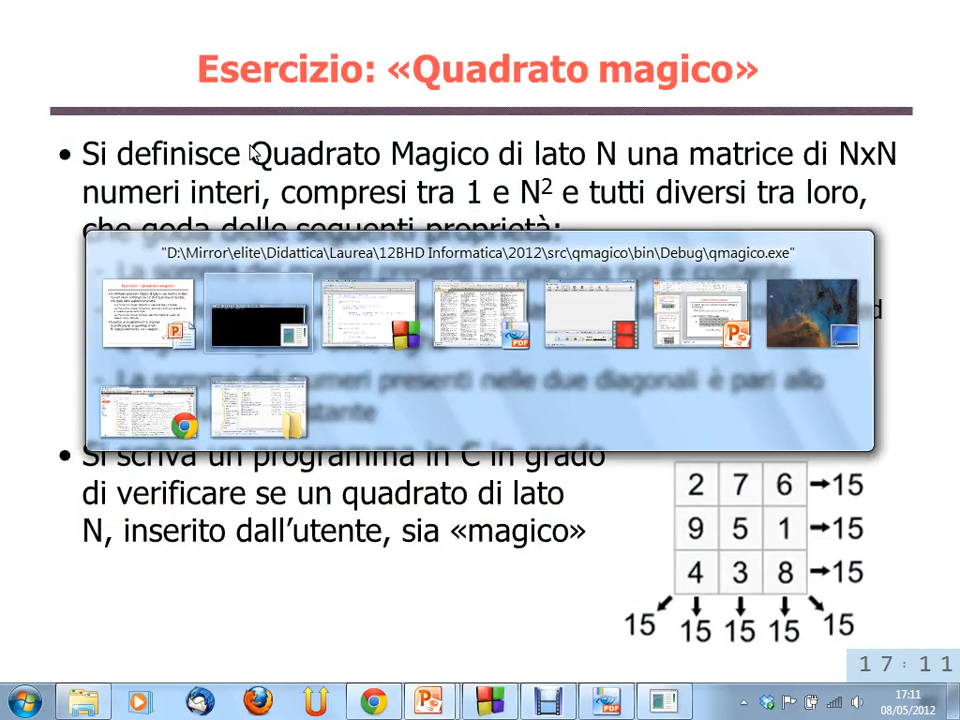 Esercizio: «Quadrato magico»
• Si definisce Quadrato Magico di lato N una matrice di NxN
numeri interi, compresi tra 1 e N² e tutti diversi tra loro,
che goda delle seguenti proprietà:
"D:\Mirror\elite\Didattica\Laurea\12BHD Informatica\2012\src\qmagico\bin\Debug\qmagico.exe"
– La somma dei numeri presenti nelle due diagonali è pari allo
• Si scriva un programma in C in grado
di verificare se un quadrato di lato
N, inserito dall’utente, sia «magico»
2 7 6 15
9 5 1 15
4 3 8 15
15 15 15 15 15
17:11
17:11
08/05/2012